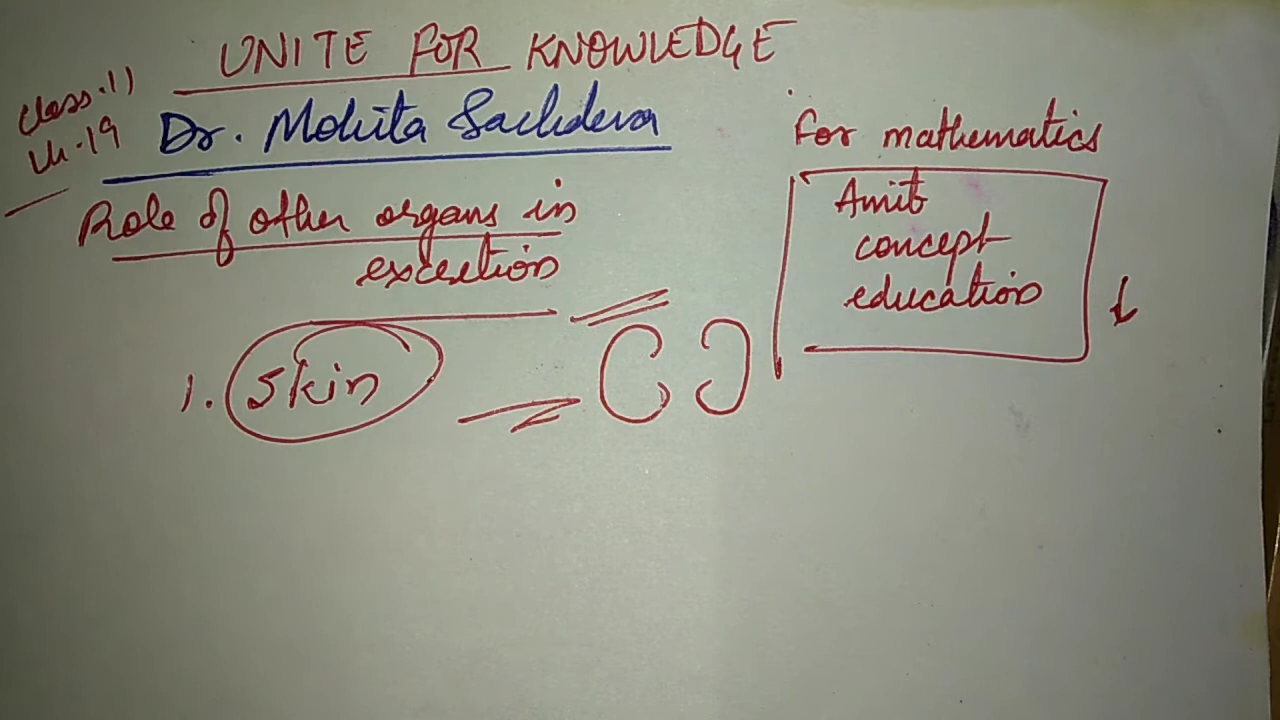 UNITE FOR KNOWLEDGE
Class.11
Ch.19
Dr. Mohita Sachdeva
For mathematics
Amit
concept
education
Role of other organs in
excretion
1. Skin